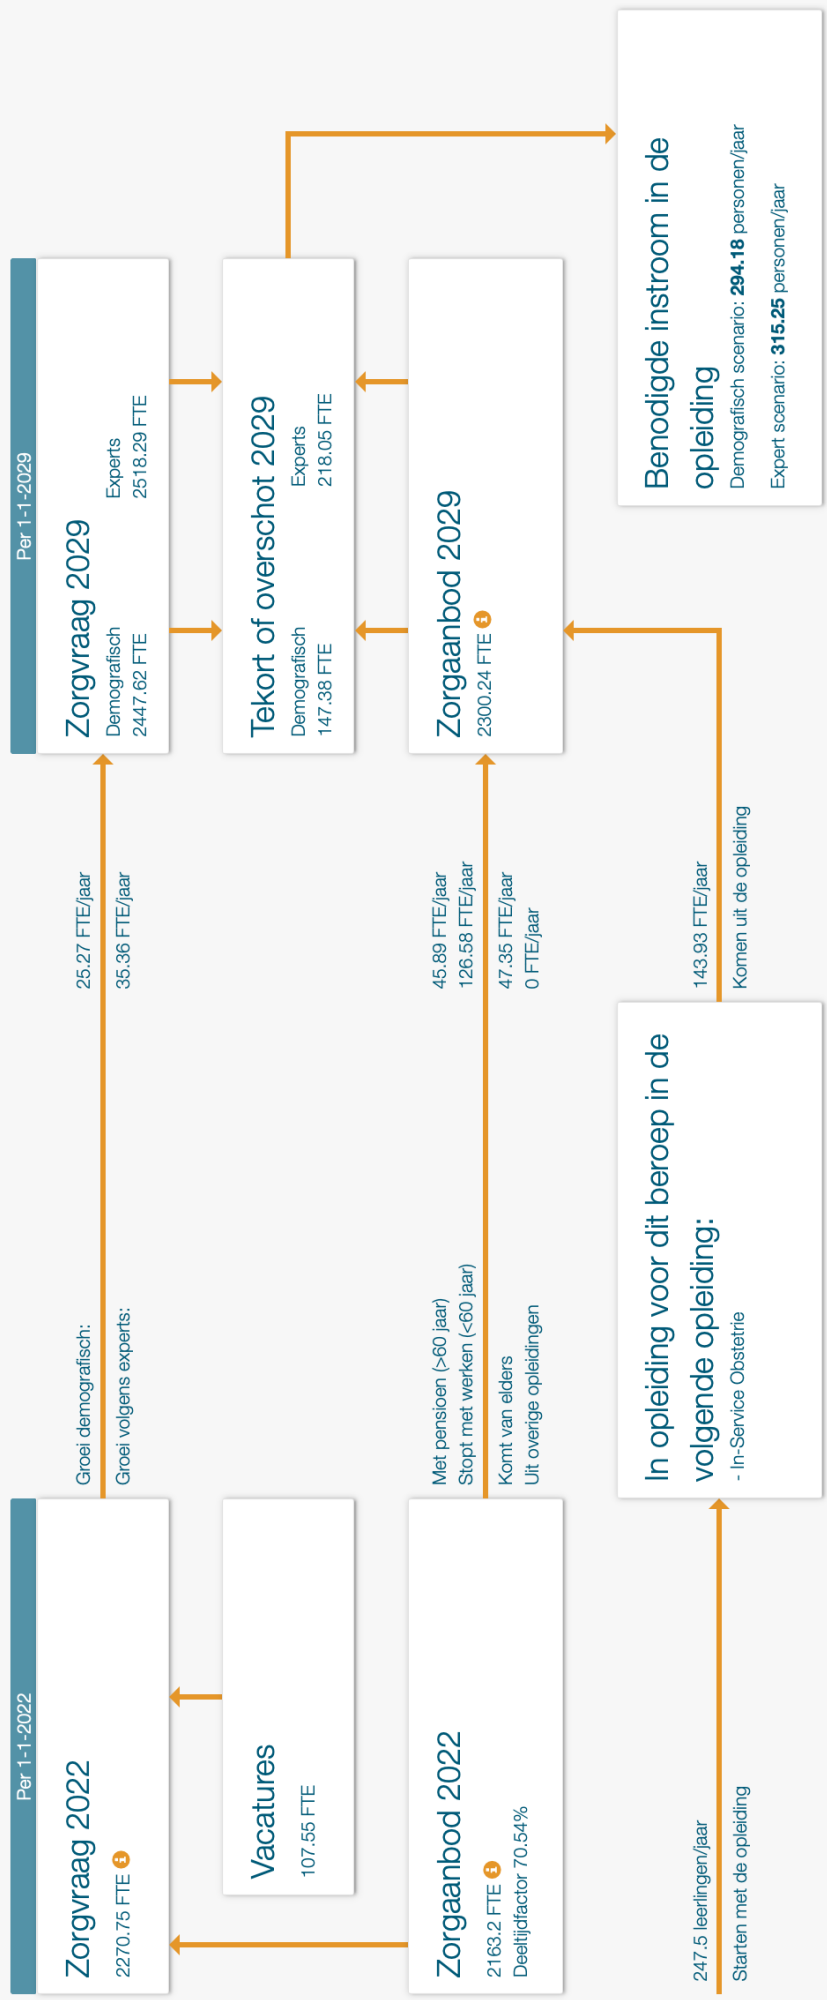 Per 1-1-2022
Per 1-1-2029
Zorgvraag 2022
2270.75 FTE
Groei demografisch:
25.27 FTE/jaar
Groei volgens experts:
35.36 FTE/jaar
Zorgvraag 2029
Demografisch
Experts
2447.62 FTE
2518.29 FTE
Vacatures
107.55 FTE
Tekort of overschot 2029
Demografisch
Experts
147.38 FTE
218.05 FTE
Zorgaanbod 2022
2163.2 FTE
Deeltijdfactor 70.54%
Met pensioen (>60 jaar)
45.89 FTE/jaar
Stopt met werken (<60 jaar)
126.58 FTE/jaar
Komt van elders
47.35 FTE/jaar
Uit overige opleidingen
0 FTE/jaar
Zorgaanbod 2029
2300.24 FTE
247.5 leerlingen/jaar
Starten met de opleiding
In opleiding voor dit beroep in de
volgende opleiding:
- In-Service Obstetrie
143.93 FTE/jaar
Komen uit de opleiding
Benodigde instroom in de
opleiding
Demografisch scenario: 294.18 personen/jaar
Expert scenario: 315.25 personen/jaar